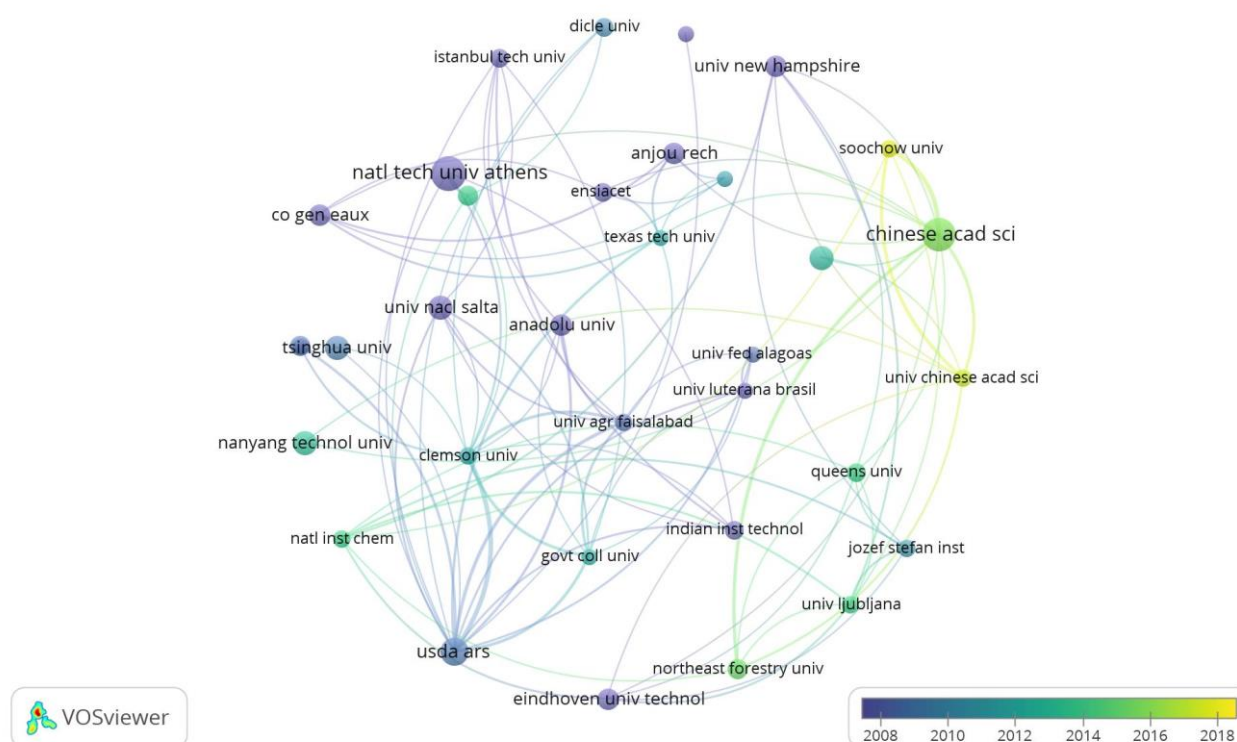 dicle univ
istanbul tech univ
univ new hampshire
soochow univ
anjou rech
natl tech univ athens
ensiacet
co gen eaux
texas tech univ
chinese acad sci
univ nacl salta
anadolu univ
tsinghua univ
univ fed alagoas
univ chinese acad sci
univ luterana brasil
univ agr faisalabad
nanyang technol univ
clemson univ
queens univ
indian inst technol
natl inst chem
govt coll univ
jozef stefan inst
univ ljubljana
usda ars
northeast forestry univ
eindhoven univ technol
VOSviewer
2008 2010 2012 2014 2016 2018